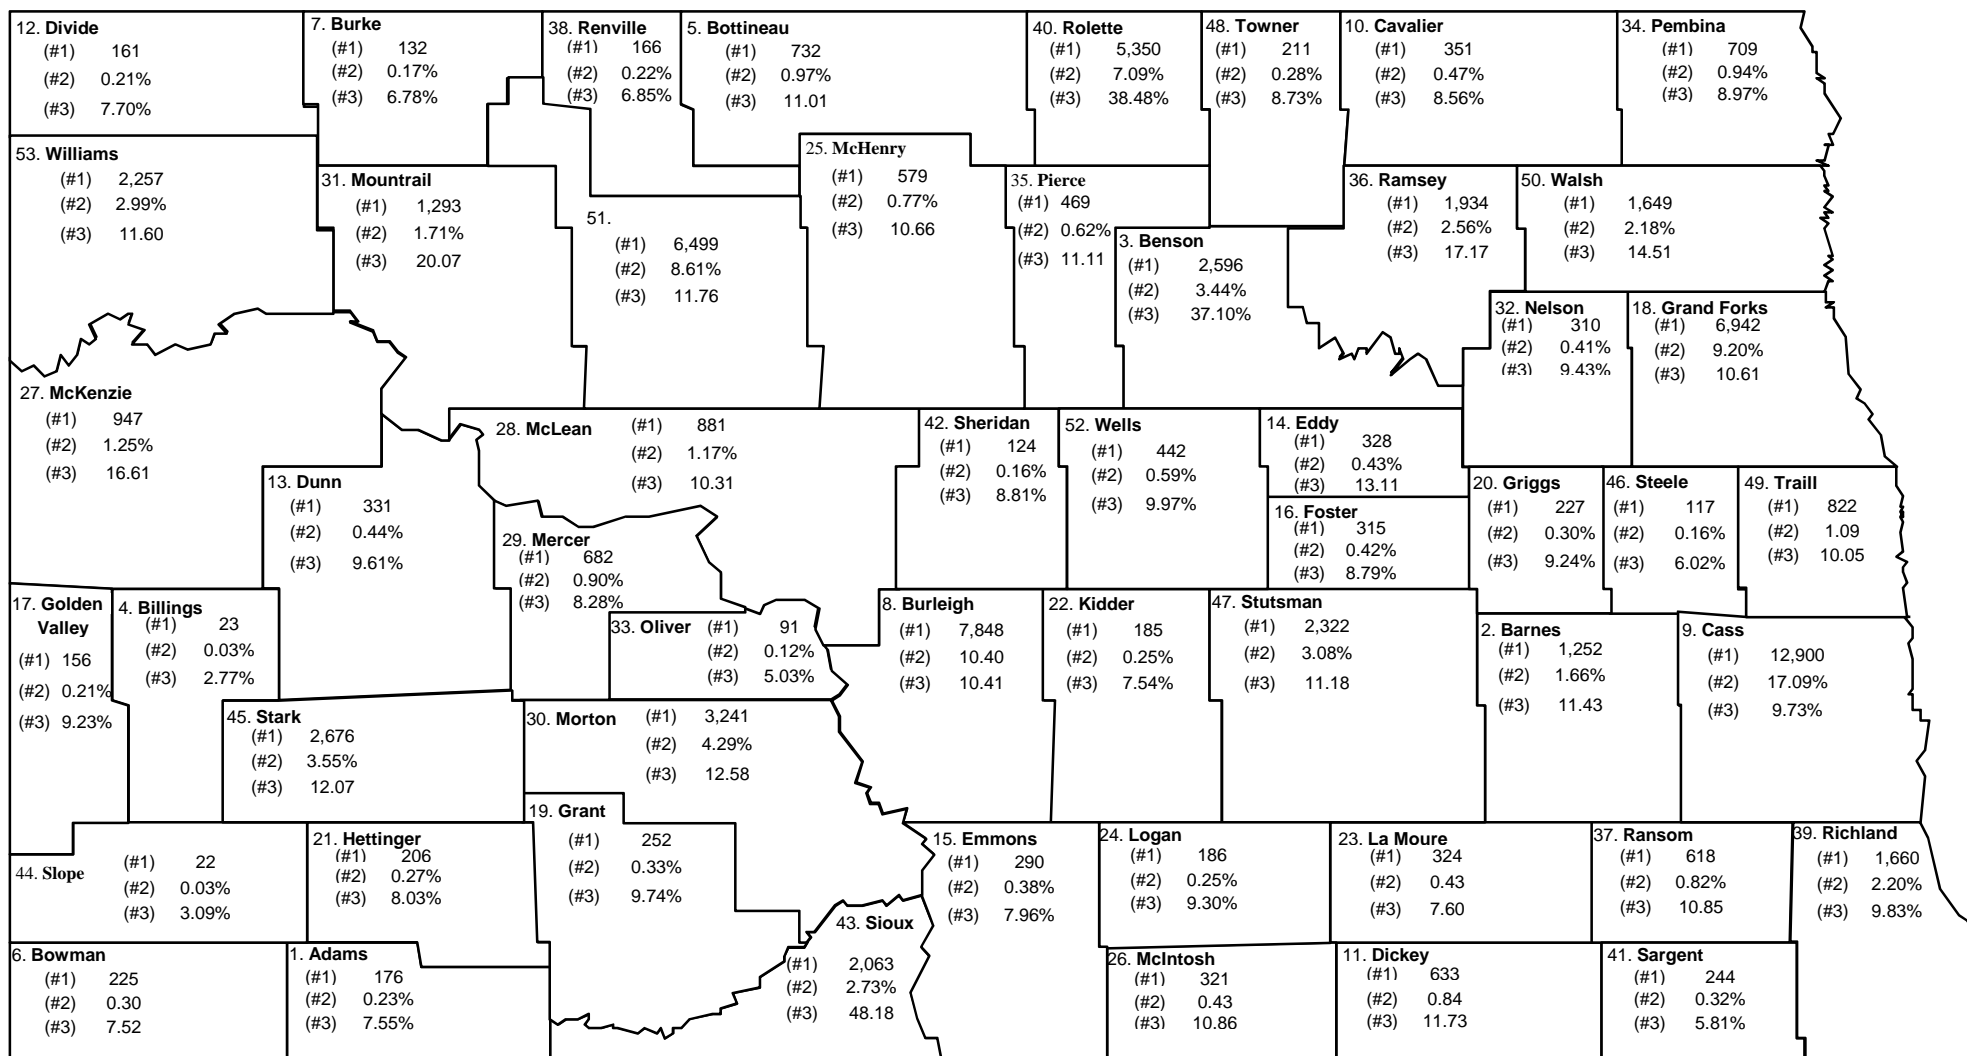 12. Divide
(#1) 161
(#2) 0.21%
(#3) 7.70%
7. Burke
(#1) 132
(#2) 0.17%
(#3) 6.78%
38. Renville
(#1) 166
(#2) 0.22%
(#3) 6.85%
5. Bottineau
(#1) 732
(#2) 0.97%
(#3) 11.01
40. Rolette
(#1) 5,350
(#2) 7.09%
(#3) 38.48%
48. Towner
(#1) 211
(#2) 0.28%
(#3) 8.73%
10. Cavalier
(#1) 351
(#2) 0.47%
(#3) 8.56%
34. Pembina
(#1) 709
(#2) 0.94%
(#3) 8.97%
53. Williams
(#1) 2,257
(#2) 2.99%
(#3) 11.60
31. Mountrail
(#1) 1,293
(#2) 1.71%
(#3) 20.07
51.
(#1) 6,499
(#2) 8.61%
(#3) 11.76
25. McHenry
(#1) 579
(#2) 0.77%
(#3) 10.66
35. Pierce
(#1) 469
(#2) 0.62%
(#3) 11.11
3. Benson
(#1) 2,596
(#2) 3.44%
(#3) 37.10%
36. Ramsey
(#1) 1,934
(#2) 2.56%
(#3) 17.17
50. Walsh
(#1) 1,649
(#2) 2.18%
(#3) 14.51
32. Nelson
(#1) 310
(#2) 0.41%
(#3) 9.43%
18. Grand Forks
(#1) 6,942
(#2) 9.20%
(#3) 10.61
27. McKenzie
(#1) 947
(#2) 1.25%
(#3) 16.61
13. Dunn
(#1) 331
(#2) 0.44%
(#3) 9.61%
28. McLean (#1) 881
(#2) 1.17%
(#3) 10.31
42. Sheridan
(#1) 124
(#2) 0.16%
(#3) 8.81%
52. Wells
(#1) 442
(#2) 0.59%
(#3) 9.97%
14. Eddy
(#1) 328
(#2) 0.43%
(#3) 13.11
16. Foster
(#1) 315
(#2) 0.42%
(#3) 8.79%
20. Griggs
(#1) 227
(#2) 0.30%
(#3) 9.24%
46. Steele
(#1) 117
(#2) 0.16%
(#3) 6.02%
49. Traill
(#1) 822
(#2) 1.09
(#3) 10.05
29. Mercer
(#1) 682
(#2) 0.90%
(#3) 8.28%
17. Golden
Valley
(#1) 156
(#2) 0.21%
(#3) 9.23%
4. Billings
(#1) 23
(#2) 0.03%
(#3) 2.77%
33. Oliver (#1) 91
(#2) 0.12%
(#3) 5.03%
8. Burleigh
(#1) 7,848
(#2) 10.40
(#3) 10.41
22. Kidder
(#1) 185
(#2) 0.25%
(#3) 7.54%
47. Stutsman
(#1) 2,322
(#2) 3.08%
(#3) 11.18
2. Barnes
(#1) 1,252
(#2) 1.66%
(#3) 11.43
9. Cass
(#1) 12,900
(#2) 17.09%
(#3) 9.73%
45. Stark
(#1) 2,676
(#2) 3.55%
(#3) 12.07
30. Morton (#1) 3,241
(#2) 4.29%
(#3) 12.58
19. Grant
(#1) 252
(#2) 0.33%
(#3) 9.74%
44. Slope
(#1) 22
(#2) 0.03%
(#3) 3.09%
21. Hettinger
(#1) 206
(#2) 0.27%
(#3) 8.03%
15. Emmons
(#1) 290
(#2) 0.38%
(#3) 7.96%
24. Logan
(#1) 186
(#2) 0.25%
(#3) 9.30%
23. La Moure
(#1) 324
(#2) 0.43
(#3) 7.60
37. Ransom
(#1) 618
(#2) 0.82%
(#3) 10.85
39. Richland
(#1) 1,660
(#2) 2.20%
(#3) 9.83%
6. Bowman
(#1) 225
(#2) 0.30
(#3) 7.52
1. Adams
(#1) 176
(#2) 0.23%
(#3) 7.55%
43. Sioux
(#1) 2,063
(#2) 2.73%
(#3) 48.18
26. McIntosh
(#1) 321
(#2) 0.43
(#3) 10.86
11. Dickey
(#1) 633
(#2) 0.84
(#3) 11.73
41. Sargent
(#1) 244
(#2) 0.32%
(#3) 5.81%